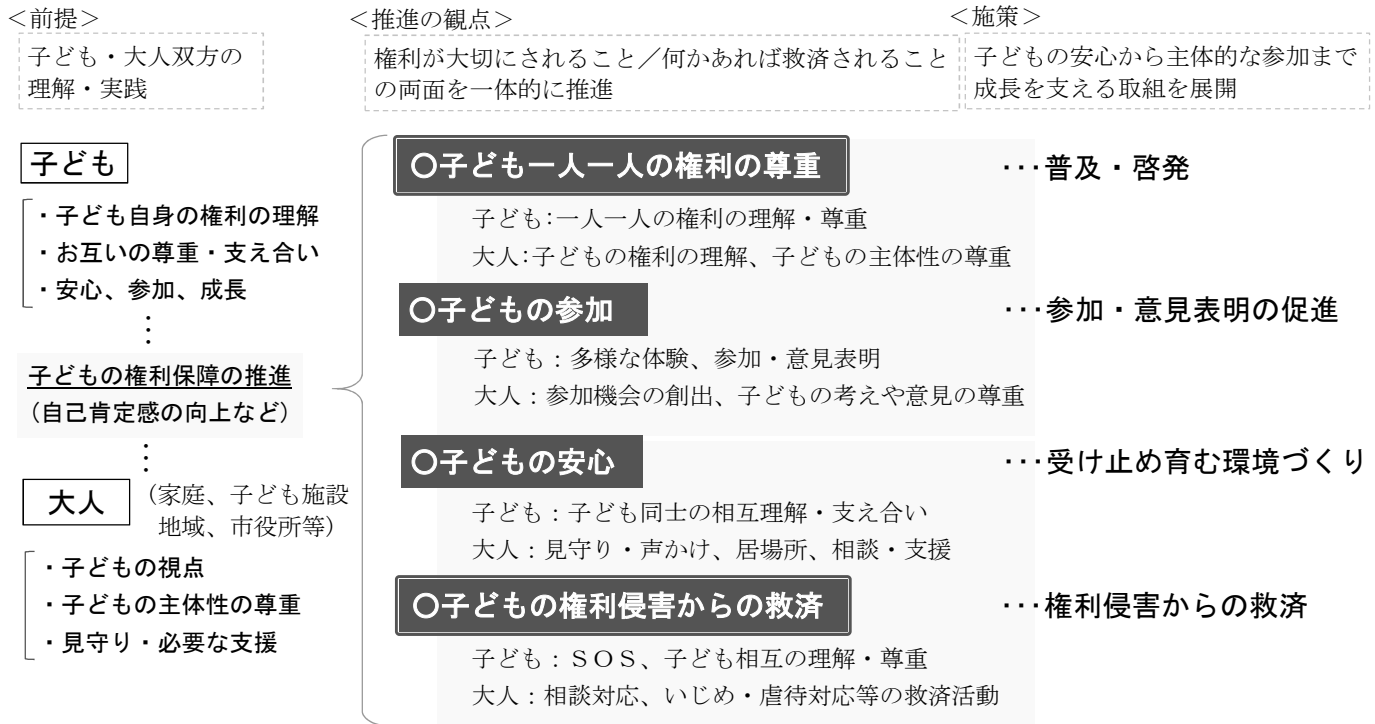 ＜前提＞
子ども・大人双方の
理解・実践
＜推進の観点＞
権利が大切にされること／何かあれば救済されること
の両面を一体的に推進
＜施策＞
子どもの安心から主体的な参加まで
成長を支える取組を展開
子ども
・子ども自身の権利の理解
・お互いの尊重・支え合い
・安心、参加、成長
子どもの権利保障の推進
（自己肯定感の向上など）
大人
（家庭、子ども施設
地域、市役所等）
・子どもの視点
・子どもの主体性の尊重
・見守り・必要な支援
〇子ども一人一人の権利の尊重
･･･普及・啓発
子ども：一人一人の権利の理解・尊重
大人：子どもの権利の理解、子どもの主体性の尊重
〇子どもの参加
･･･参加・意見表明の促進
子ども：多様な体験、参加・意見表明
大人：参加機会の創出、子どもの考えや意見の尊重
〇子どもの安心
･･･受け止め育む環境づくり
子ども：子ども同士の相互理解・支え合い
大人：見守り・声かけ、居場所、相談・支援
〇子どもの権利侵害からの救済
･･･権利侵害からの救済
子ども：ＳＯＳ、子ども相互の理解・尊重
大人：相談対応、いじめ・虐待対応等の救済活動